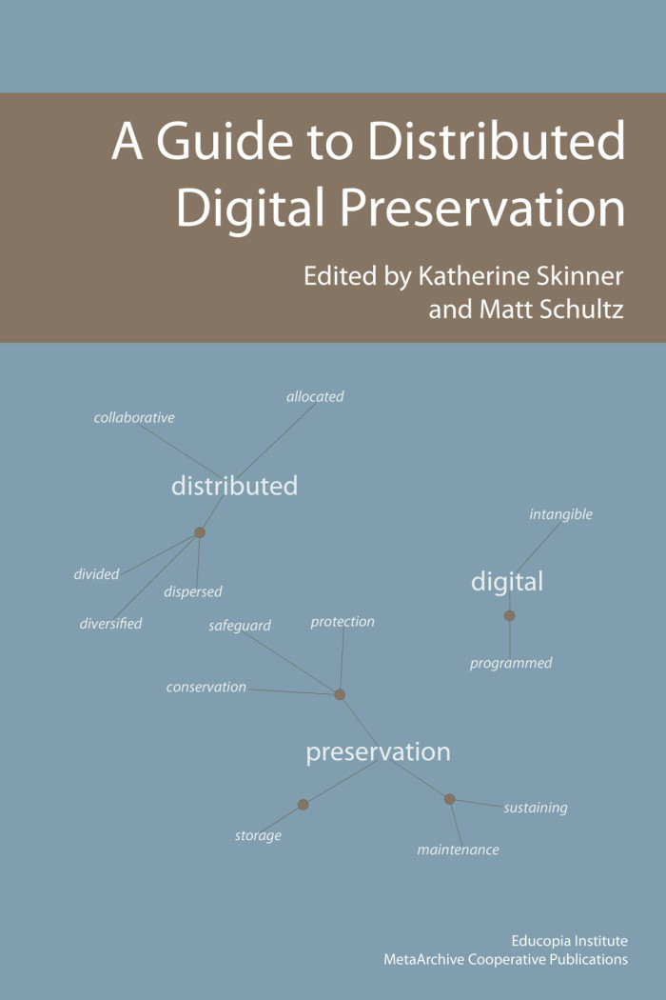 A Guide to Distributed
Digital Preservation
Edited by Katherine Skinner
and Matt Schultz
allocated
collaborative
distributed
intangible
divided
digital
dispersed
diversified
safeguard
protection
programmed
conservation
preservation
sustaining
storage
maintenance
Educopia Institute
MetaArchive Cooperative Publications